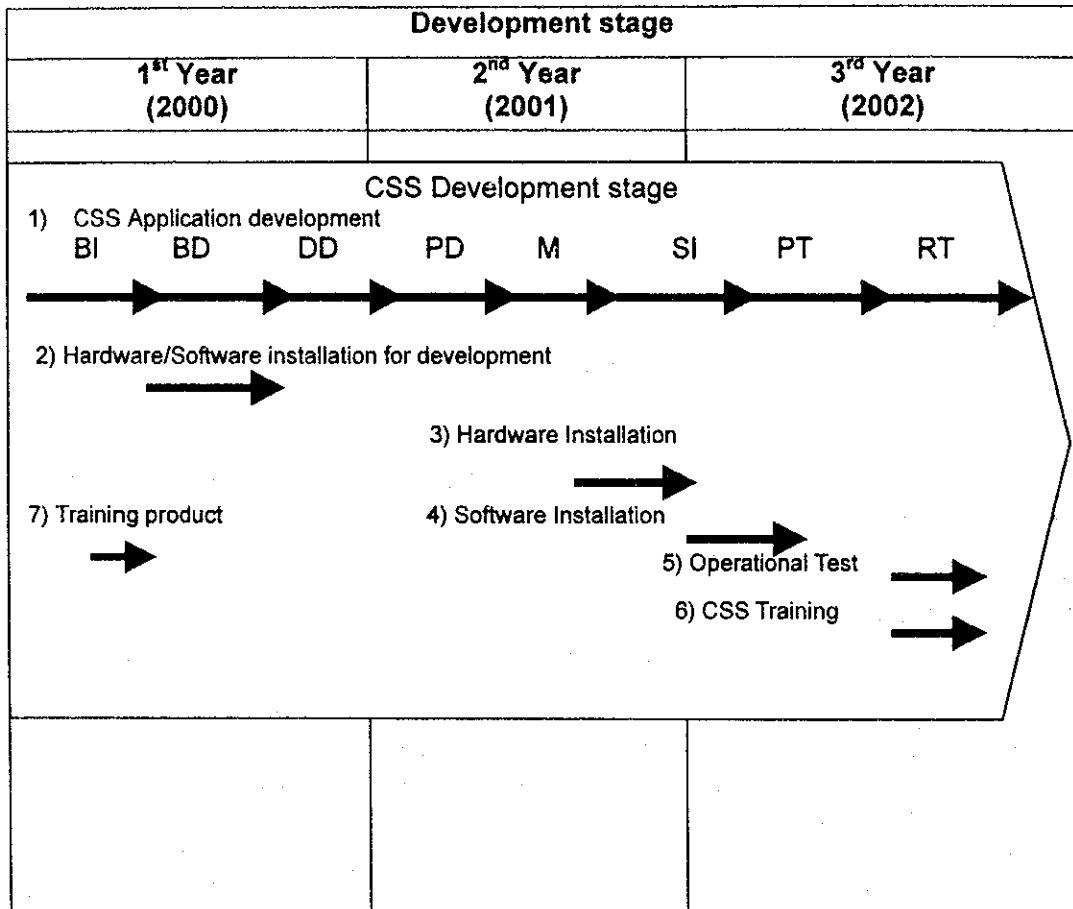 Development stage
1st Year
(2000)
2nd Year
(2001)
3rd Year
(2002)
CSS Development stage
1) CSS Application development
BI BD DD PD M SI PT RT
2) Hardware/Software installation for development
3) Hardware Installation
7) Training product
4) Software Installation
5) Operational Test
6) CSS Training